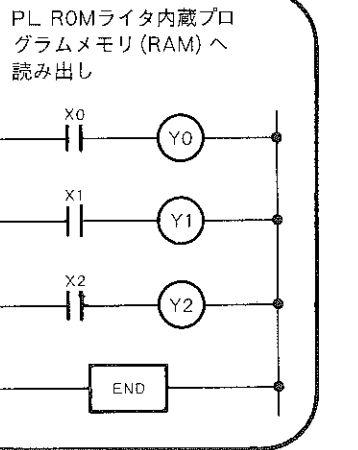 PL ROMライタ内蔵プロ
グラムメモリ(RAM)へ
読み出し
X0
Y0
X1
Y1
X2
Y2
END